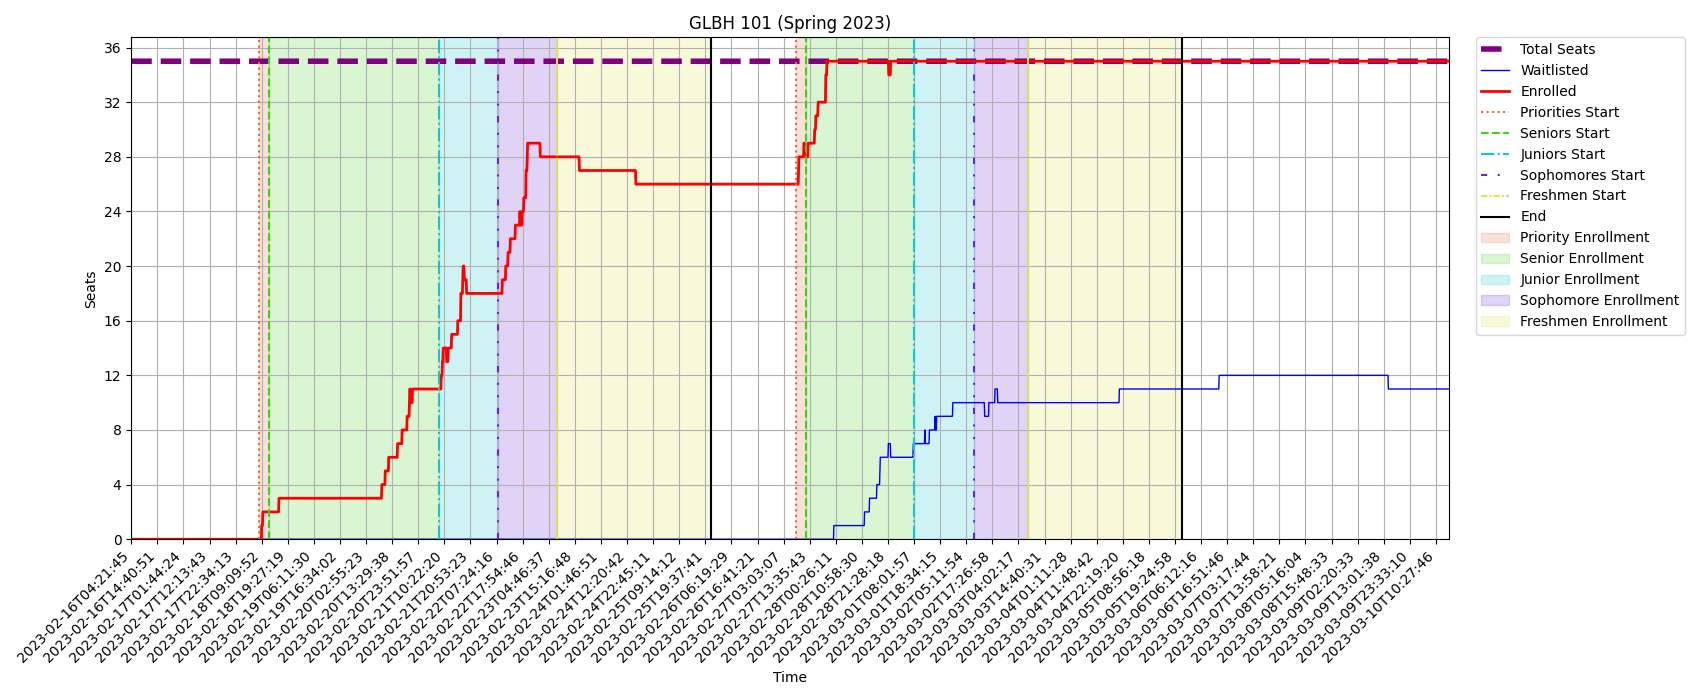 GLBH 101 (Spring 2023)
Seats
36
32
28
24
20
16
12
8
4
0
2023-02-16T04:21:45
2023-02-16T14:40:51
2023-02-17T01:44:24
2023-02-17T12:13:43
2023-02-17T22:34:13
2023-02-18T09:09:52
2023-02-18T19:27:19
2023-02-19T06:11:30
2023-02-19T16:34:02
2023-02-20T02:55:23
2023-02-20T13:29:38
2023-02-20T23:51:57
2023-02-21T10:22:20
2023-02-21T20:53:23
2023-02-22T07:24:16
2023-02-22T17:54:46
2023-02-23T04:46:37
2023-02-23T15:16:48
2023-02-24T01:46:51
2023-02-24T12:20:42
2023-02-24T22:45:11
2023-02-25T09:14:12
2023-02-25T19:37:41
2023-02-26T06:19:29
2023-02-26T16:41:21
2023-02-27T03:03:07
2023-02-27T13:35:43
2023-02-28T00:26:11
2023-02-28T10:58:30
2023-02-28T21:28:18
2023-03-01T08:01:57
2023-03-01T18:34:15
2023-03-02T05:11:54
2023-03-02T17:26:58
2023-03-03T04:02:17
2023-03-03T14:40:31
2023-03-04T01:11:28
2023-03-04T11:48:42
2023-03-04T22:19:20
2023-03-05T08:56:18
2023-03-05T19:24:58
2023-03-06T06:12:16
2023-03-06T16:51:46
2023-03-07T03:17:44
2023-03-07T13:58:21
2023-03-08T05:16:04
2023-03-08T15:48:33
2023-03-09T02:20:33
2023-03-09T13:01:38
2023-03-09T23:33:10
2023-03-10T10:27:46
Time
Total Seats
Waitlisted
Enrolled
Priorities Start
Seniors Start
Juniors Start
Sophomores Start
Freshmen Start
End
Priority Enrollment
Senior Enrollment
Junior Enrollment
Sophomore Enrollment
Freshmen Enrollment